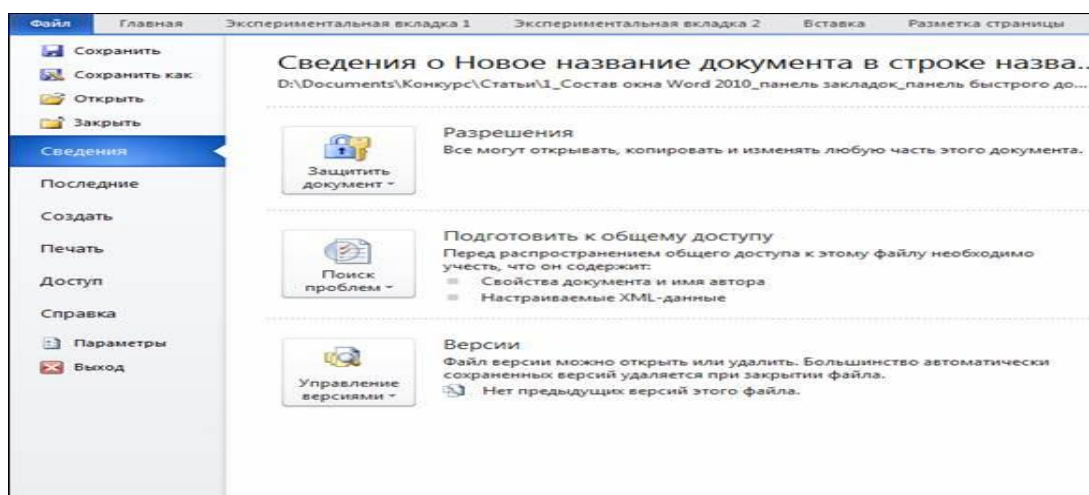 Файл Главная Экспериментальная вкладка 1 Экспериментальная вкладка 2 Вставка Разметка страницы
Сохранить
Сохранить как
Открыть
Закрыть
Сведения
Последние
Создать
Печать
Доступ
Справка
Параметры
Выход
Сведения о Новое название документа в строке назва...
D:\Documents\Конкурс\Статьи\1_Состав окна Word 2010_панель закладок_панель быстрого до...
Защитить
документ
Разрешения
Все могут открывать, копировать и изменять любую часть этого документа.
Поиск
проблем
Подготовить к общему доступу
Перед распространением общего доступа к этому файлу необходимо
учесть, что он содержит:
Свойства документа и имя автора
Настраиваемые XML-данные
Управление
версиями
Версии
Файл версии можно открыть или удалить. Большинство автоматически
сохраненных версий удаляется при закрытии файла.
Нет предыдущих версий этого файла.